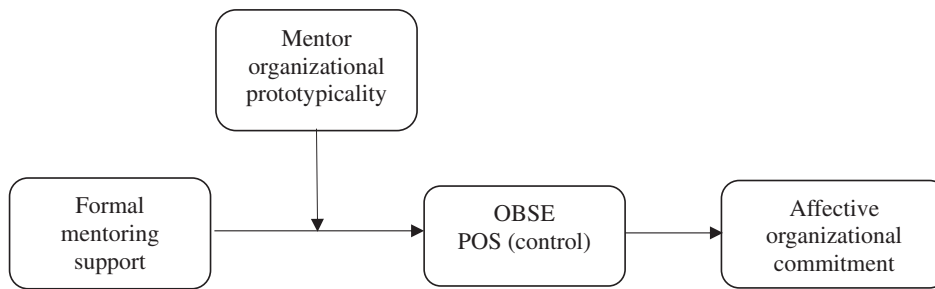 Mentor
organizational
prototypicality
Formal
mentoring
support
OBSE
POS (control)
Affective
organizational
commitment